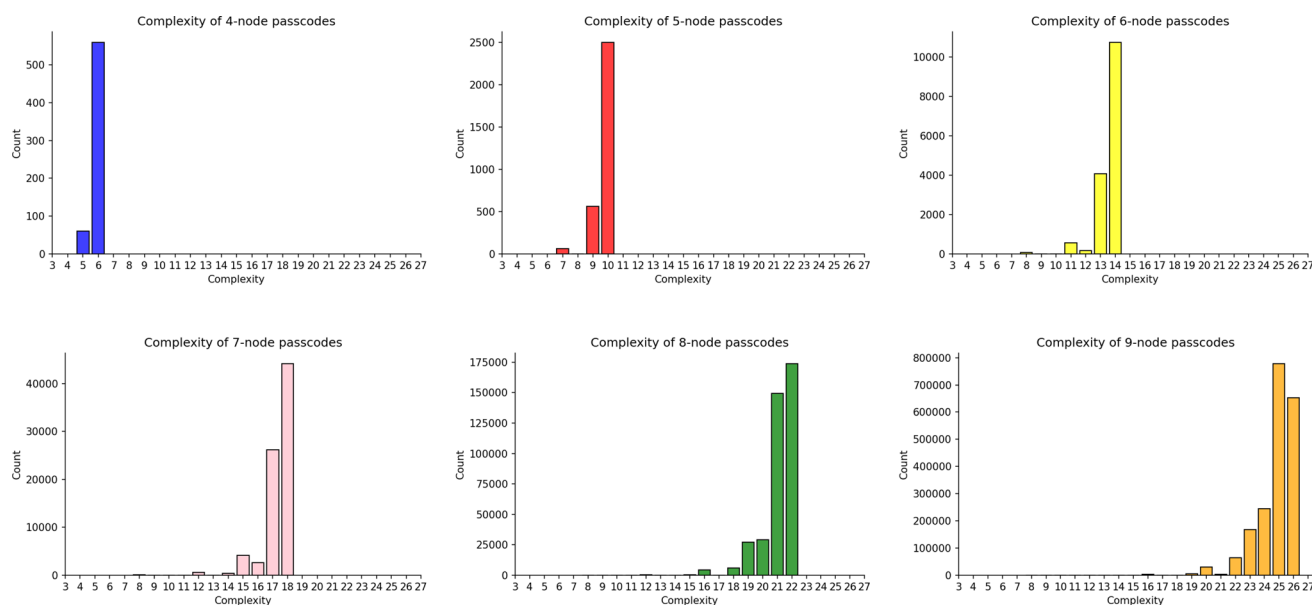 Complexity of 4-node passcodes
Count
500
400
300
200
100
0
3 4 5 6 7 8 9 10 11 12 13 14 15 16 17 18 19 20 21 22 23 24 25 26 27
Complexity
Complexity of 5-node passcodes
Count
2500
2000
1500
1000
500
0
3 4 5 6 7 8 9 10 11 12 13 14 15 16 17 18 19 20 21 22 23 24 25 26 27
Complexity
Complexity of 6-node passcodes
Count
10000
8000
6000
4000
2000
0
3 4 5 6 7 8 9 10 11 12 13 14 15 16 17 18 19 20 21 22 23 24 25 26 27
Complexity
Complexity of 7-node passcodes
Count
40000
30000
20000
10000
0
3 4 5 6 7 8 9 10 11 12 13 14 15 16 17 18 19 20 21 22 23 24 25 26 27
Complexity
Complexity of 8-node passcodes
Count
175000
150000
125000
100000
75000
50000
25000
0
3 4 5 6 7 8 9 10 11 12 13 14 15 16 17 18 19 20 21 22 23 24 25 26 27
Complexity
Complexity of 9-node passcodes
Count
800000
700000
600000
500000
400000
300000
200000
100000
0
3 4 5 6 7 8 9 10 11 12 13 14 15 16 17 18 19 20 21 22 23 24 25 26 27
Complexity